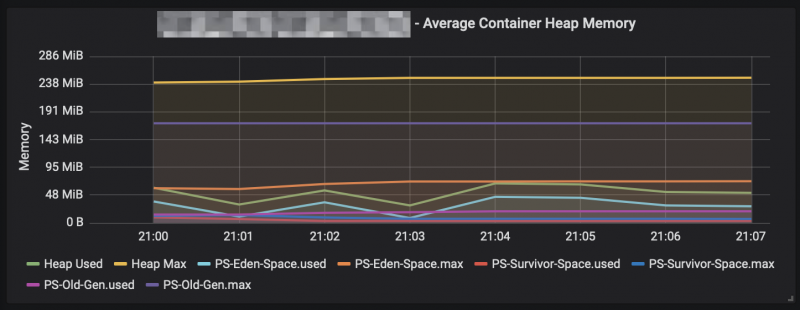 - Average Container Heap Memory
286 MiB
238 MiB
191 MiB
143 MiB
95 MiB
48 MiB
0 B
Memory
21:00 21:01 21:02 21:03 21:04 21:05 21:06 21:07
Heap Used Heap Max PS-Eden-Space.used PS-Eden-Space.max PS-Survivor-Space.used PS-Survivor-Space.max
PS-Old-Gen.used PS-Old-Gen.max